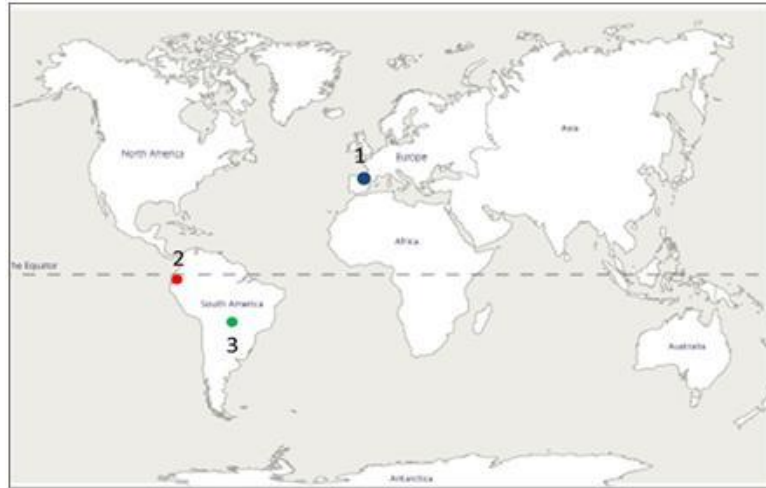 North America
Asia
1
Europe
Africa
2
he Equator
South America
3
Australia
Antarctica